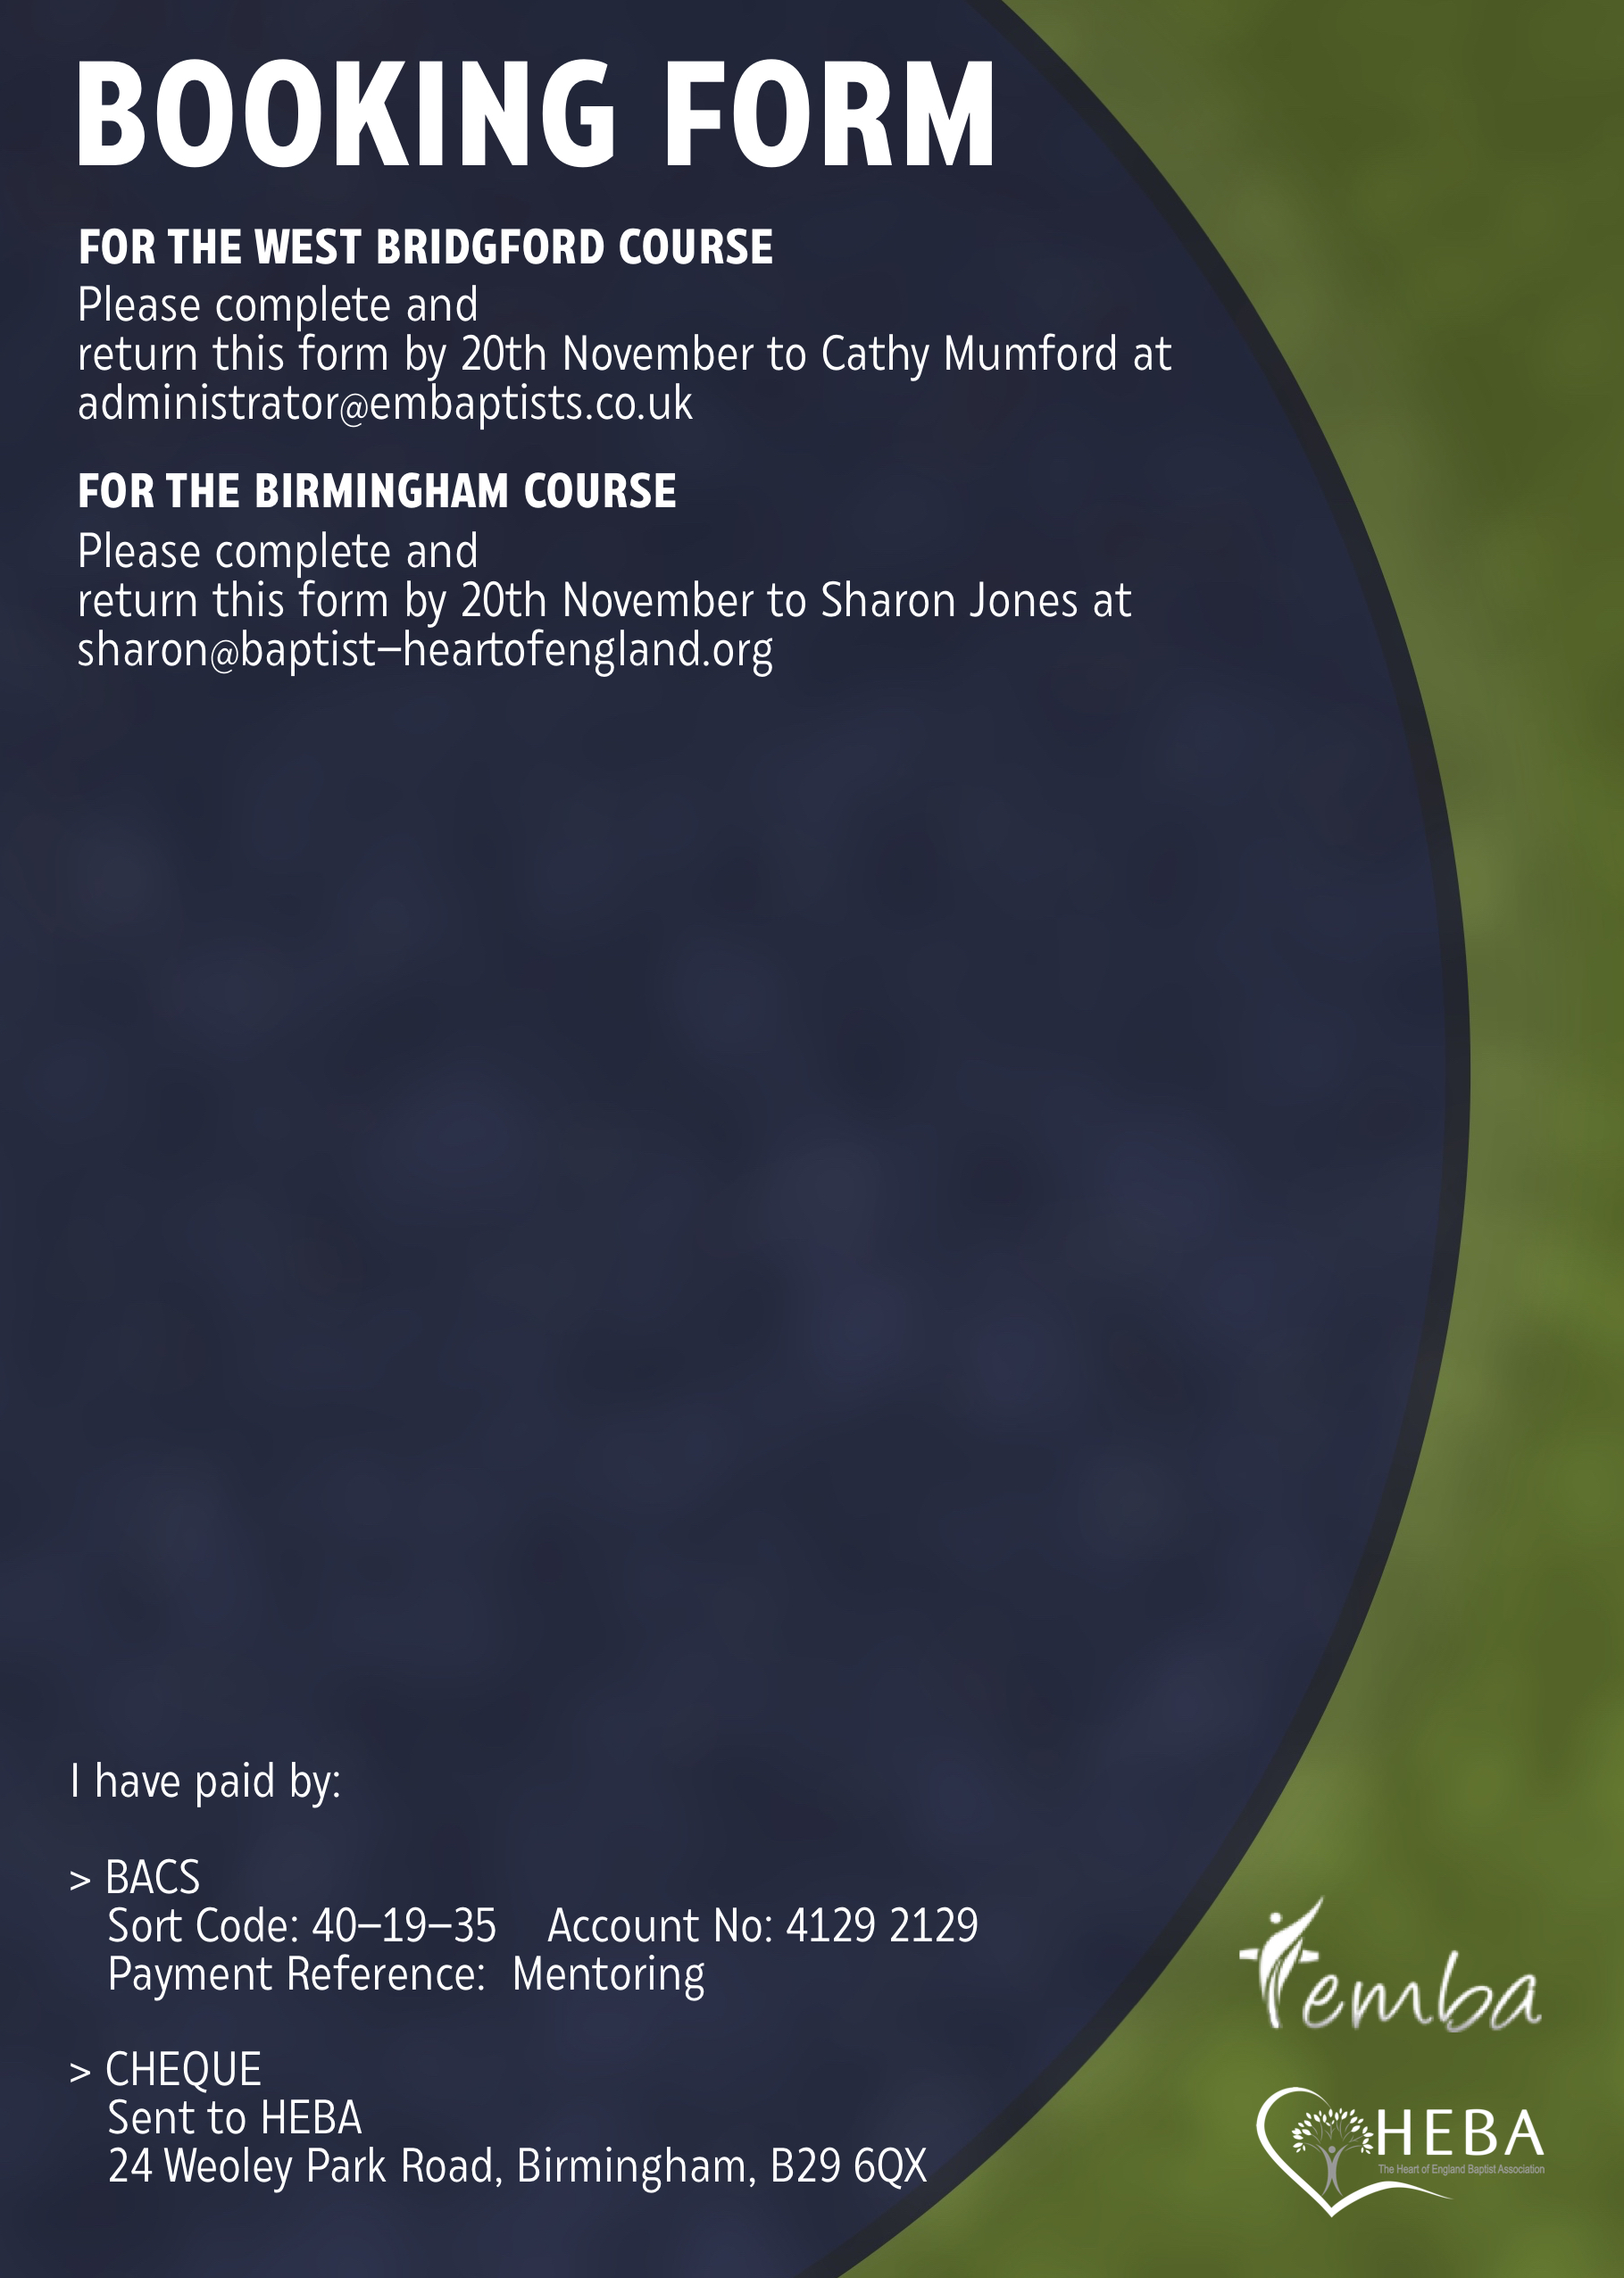 BOOKING FORM
FOR THE WEST BRIDGFORD COURSE
Please complete and
return this form by 20th November to Cathy Mumford at
administrator@embaptists.co.uk
FOR THE BIRMINGHAM COURSE
Please complete and
return this form by 20th November to Sharon Jones at
sharon@baptist–heartofengland.org
I have paid by:
> BACS
Sort Code: 40–19–35 Account No: 4129 2129
Payment Reference: Mentoring
> CHEQUE
Sent to HEBA
24 Weoley Park Road, Birmingham, B29 6QX
emba
HEBA
The Heart of England Baptist Association